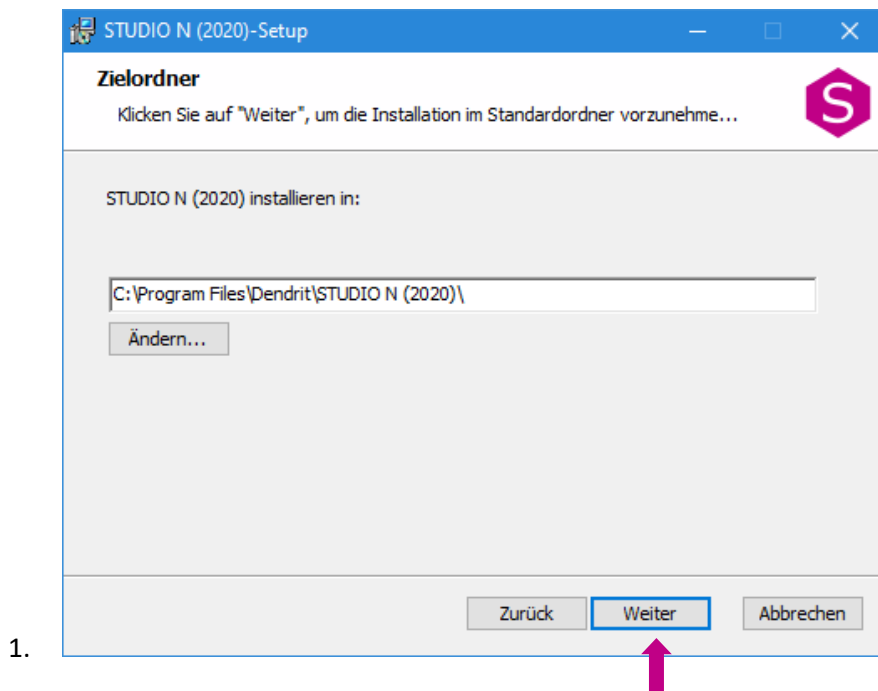 STUDIO N (2020)-Setup
Zielordner
Klicken Sie auf "Weiter", um die Installation im Standardordner vorzunehme...
S
STUDIO N (2020) installieren in:
C:\Program Files\Dendrit\STUDIO N (2020)\
Ändern...
Zurück Weiter Abbrechen
1.